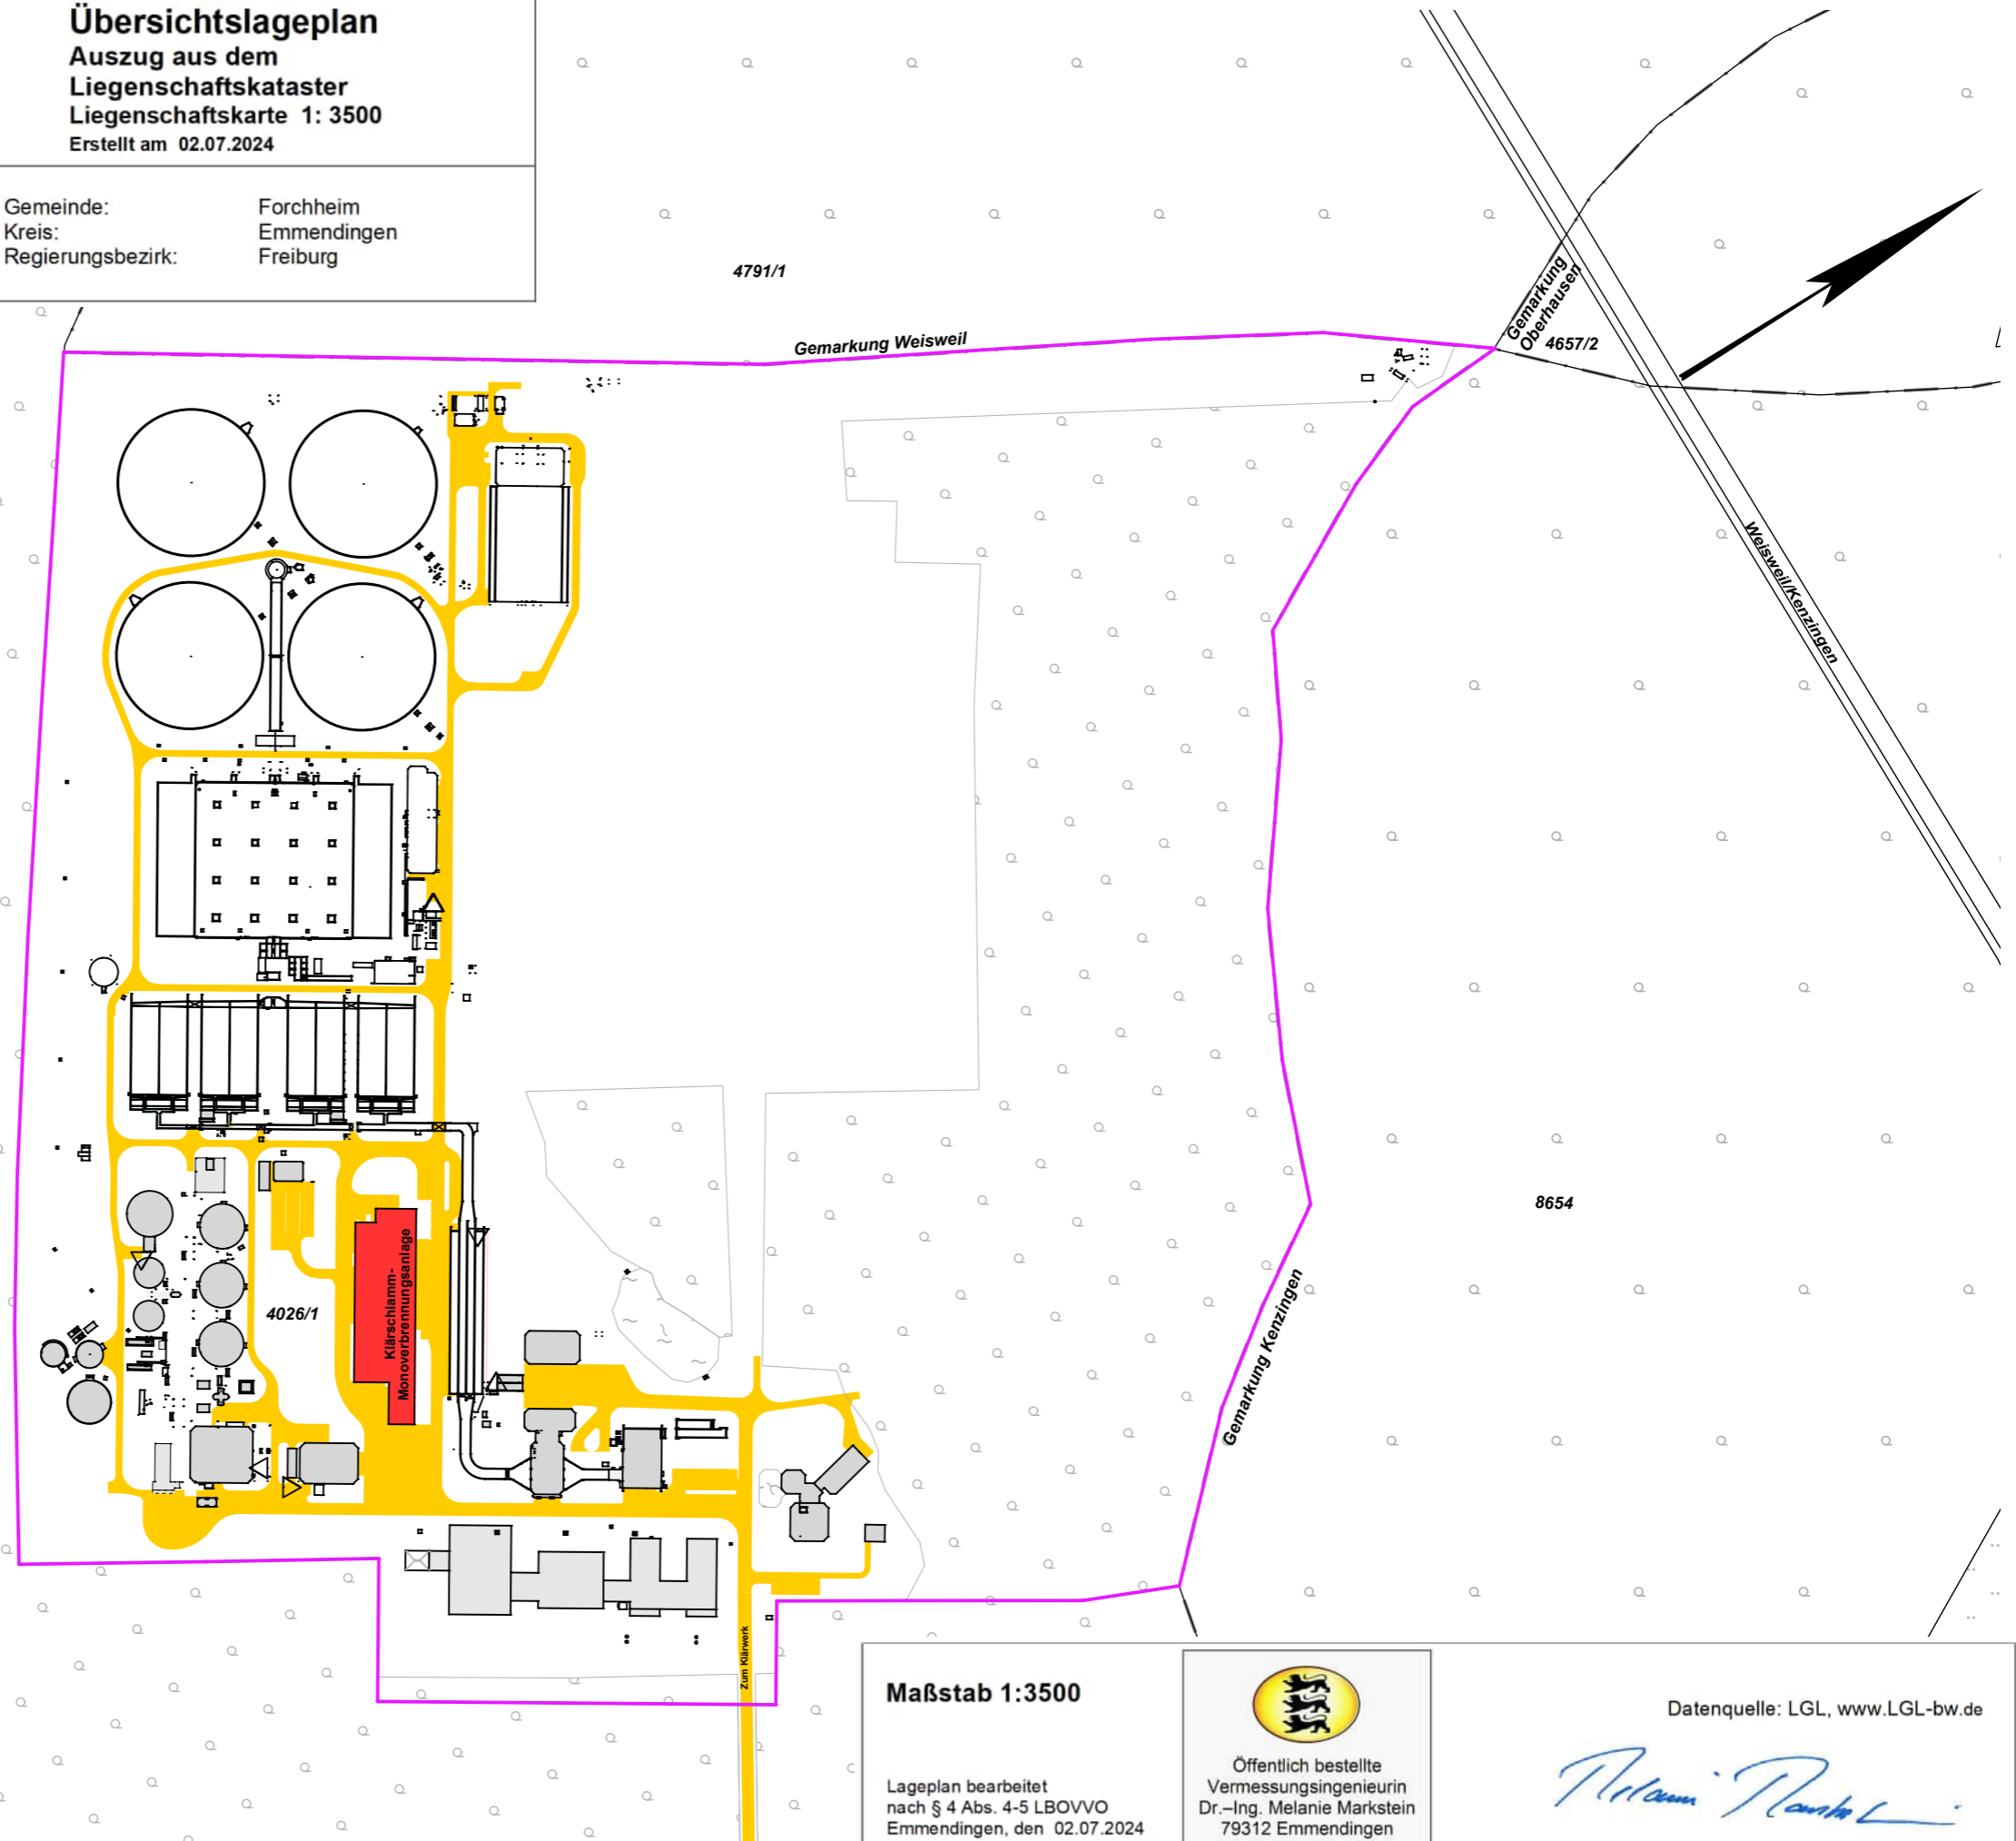 Übersichtslageplan
Auszug aus dem
Liegenschaftskataster
Liegenschaftskarte 1: 3500
Erstellt am 02.07.2024
Gemeinde: Forchheim
Kreis: Emmendingen
Regierungsbezirk: Freiburg
4791/1
Gemarkung Weisweil
Gemarkung
Oberhausen
4657/2
Weisweil/Kenzingen
8654
Gemarkung Kenzingen
4026/1
Klärschlamm-
Monoverbrennungsanlage
Zum Klärwerk
Maßstab 1:3500
Lageplan bearbeitet
nach § 4 Abs. 4-5 LBOVVO
Emmendingen, den 02.07.2024
Öffentlich bestellte
Vermessungsingenieurin
Dr.–Ing. Melanie Markstein
79312 Emmendingen
Datenquelle: LGL, www.LGL-bw.de